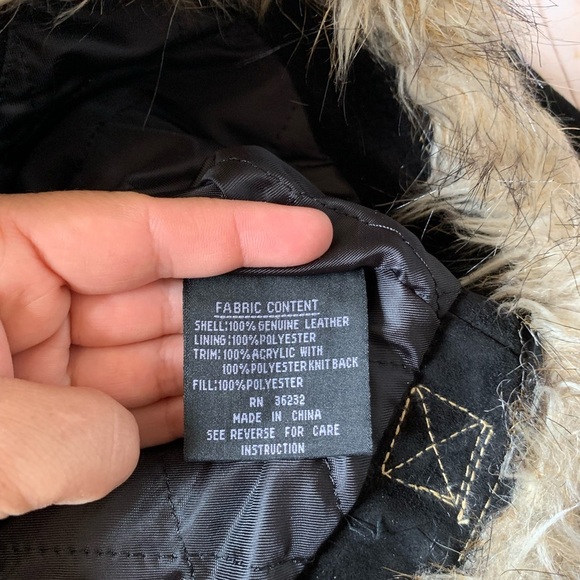 FABRIC CONTENT
SHELL:100% GENUINE LEATHER
LINING:100%POLYESTER
TRIM:100%ACRYLIC WITH
100%POLYESTER KNIT BACK
FILL:100%POLYESTER
RN 36232
MADE IN CHINA
SEE REVERSE FOR CARE
INSTRUCTION